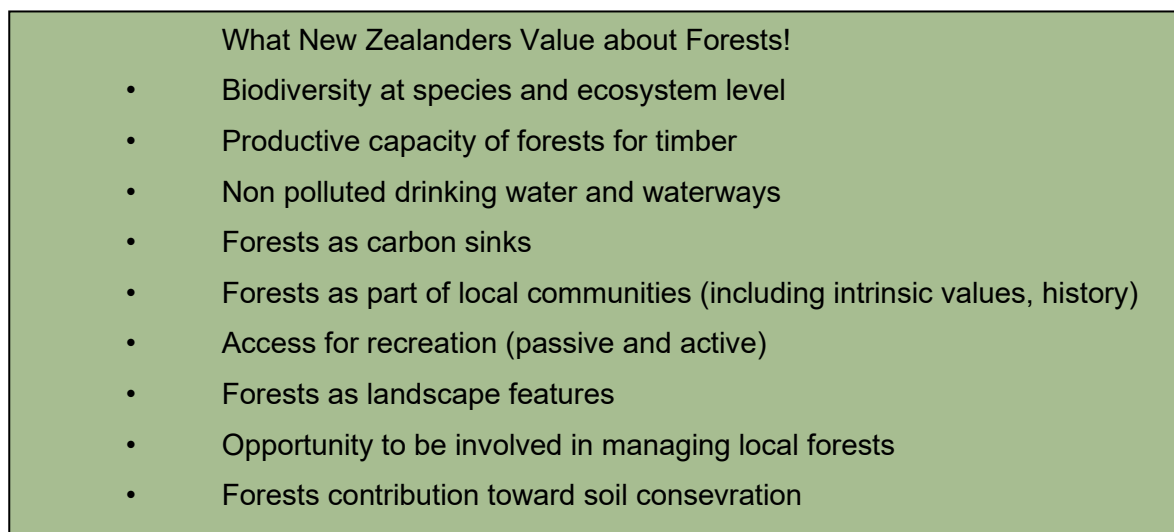 What New Zealanders Value about Forests!
• Biodiversity at species and ecosystem level
• Productive capacity of forests for timber
• Non polluted drinking water and waterways
• Forests as carbon sinks
• Forests as part of local communities (including intrinsic values, history)
• Access for recreation (passive and active)
• Forests as landscape features
• Opportunity to be involved in managing local forests
• Forests contribution toward soil consevration